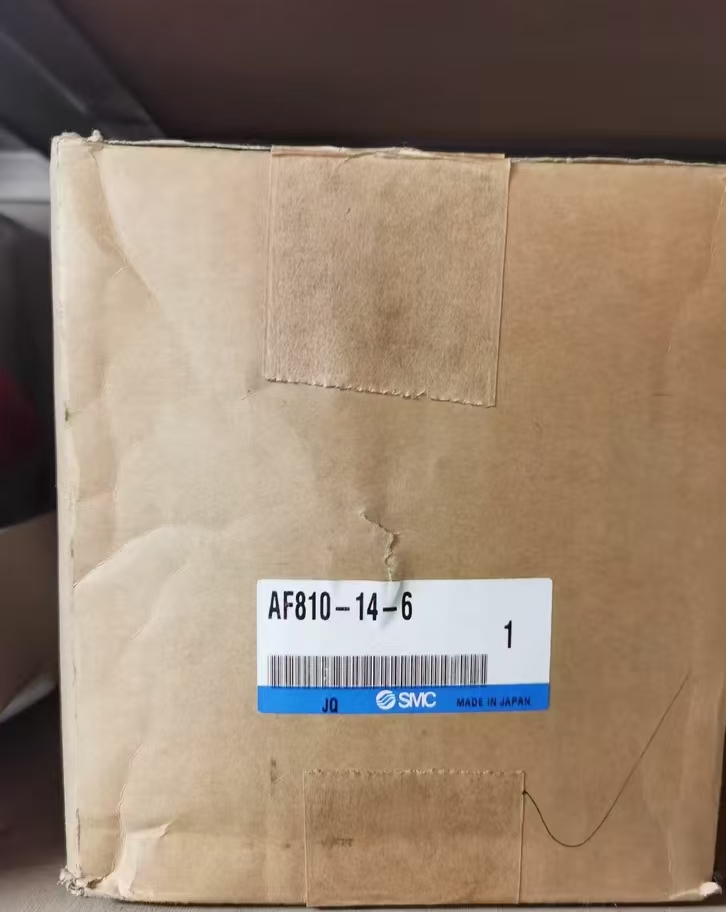 AF810-14-6
1
JQ SMC MADE IN JAPAN